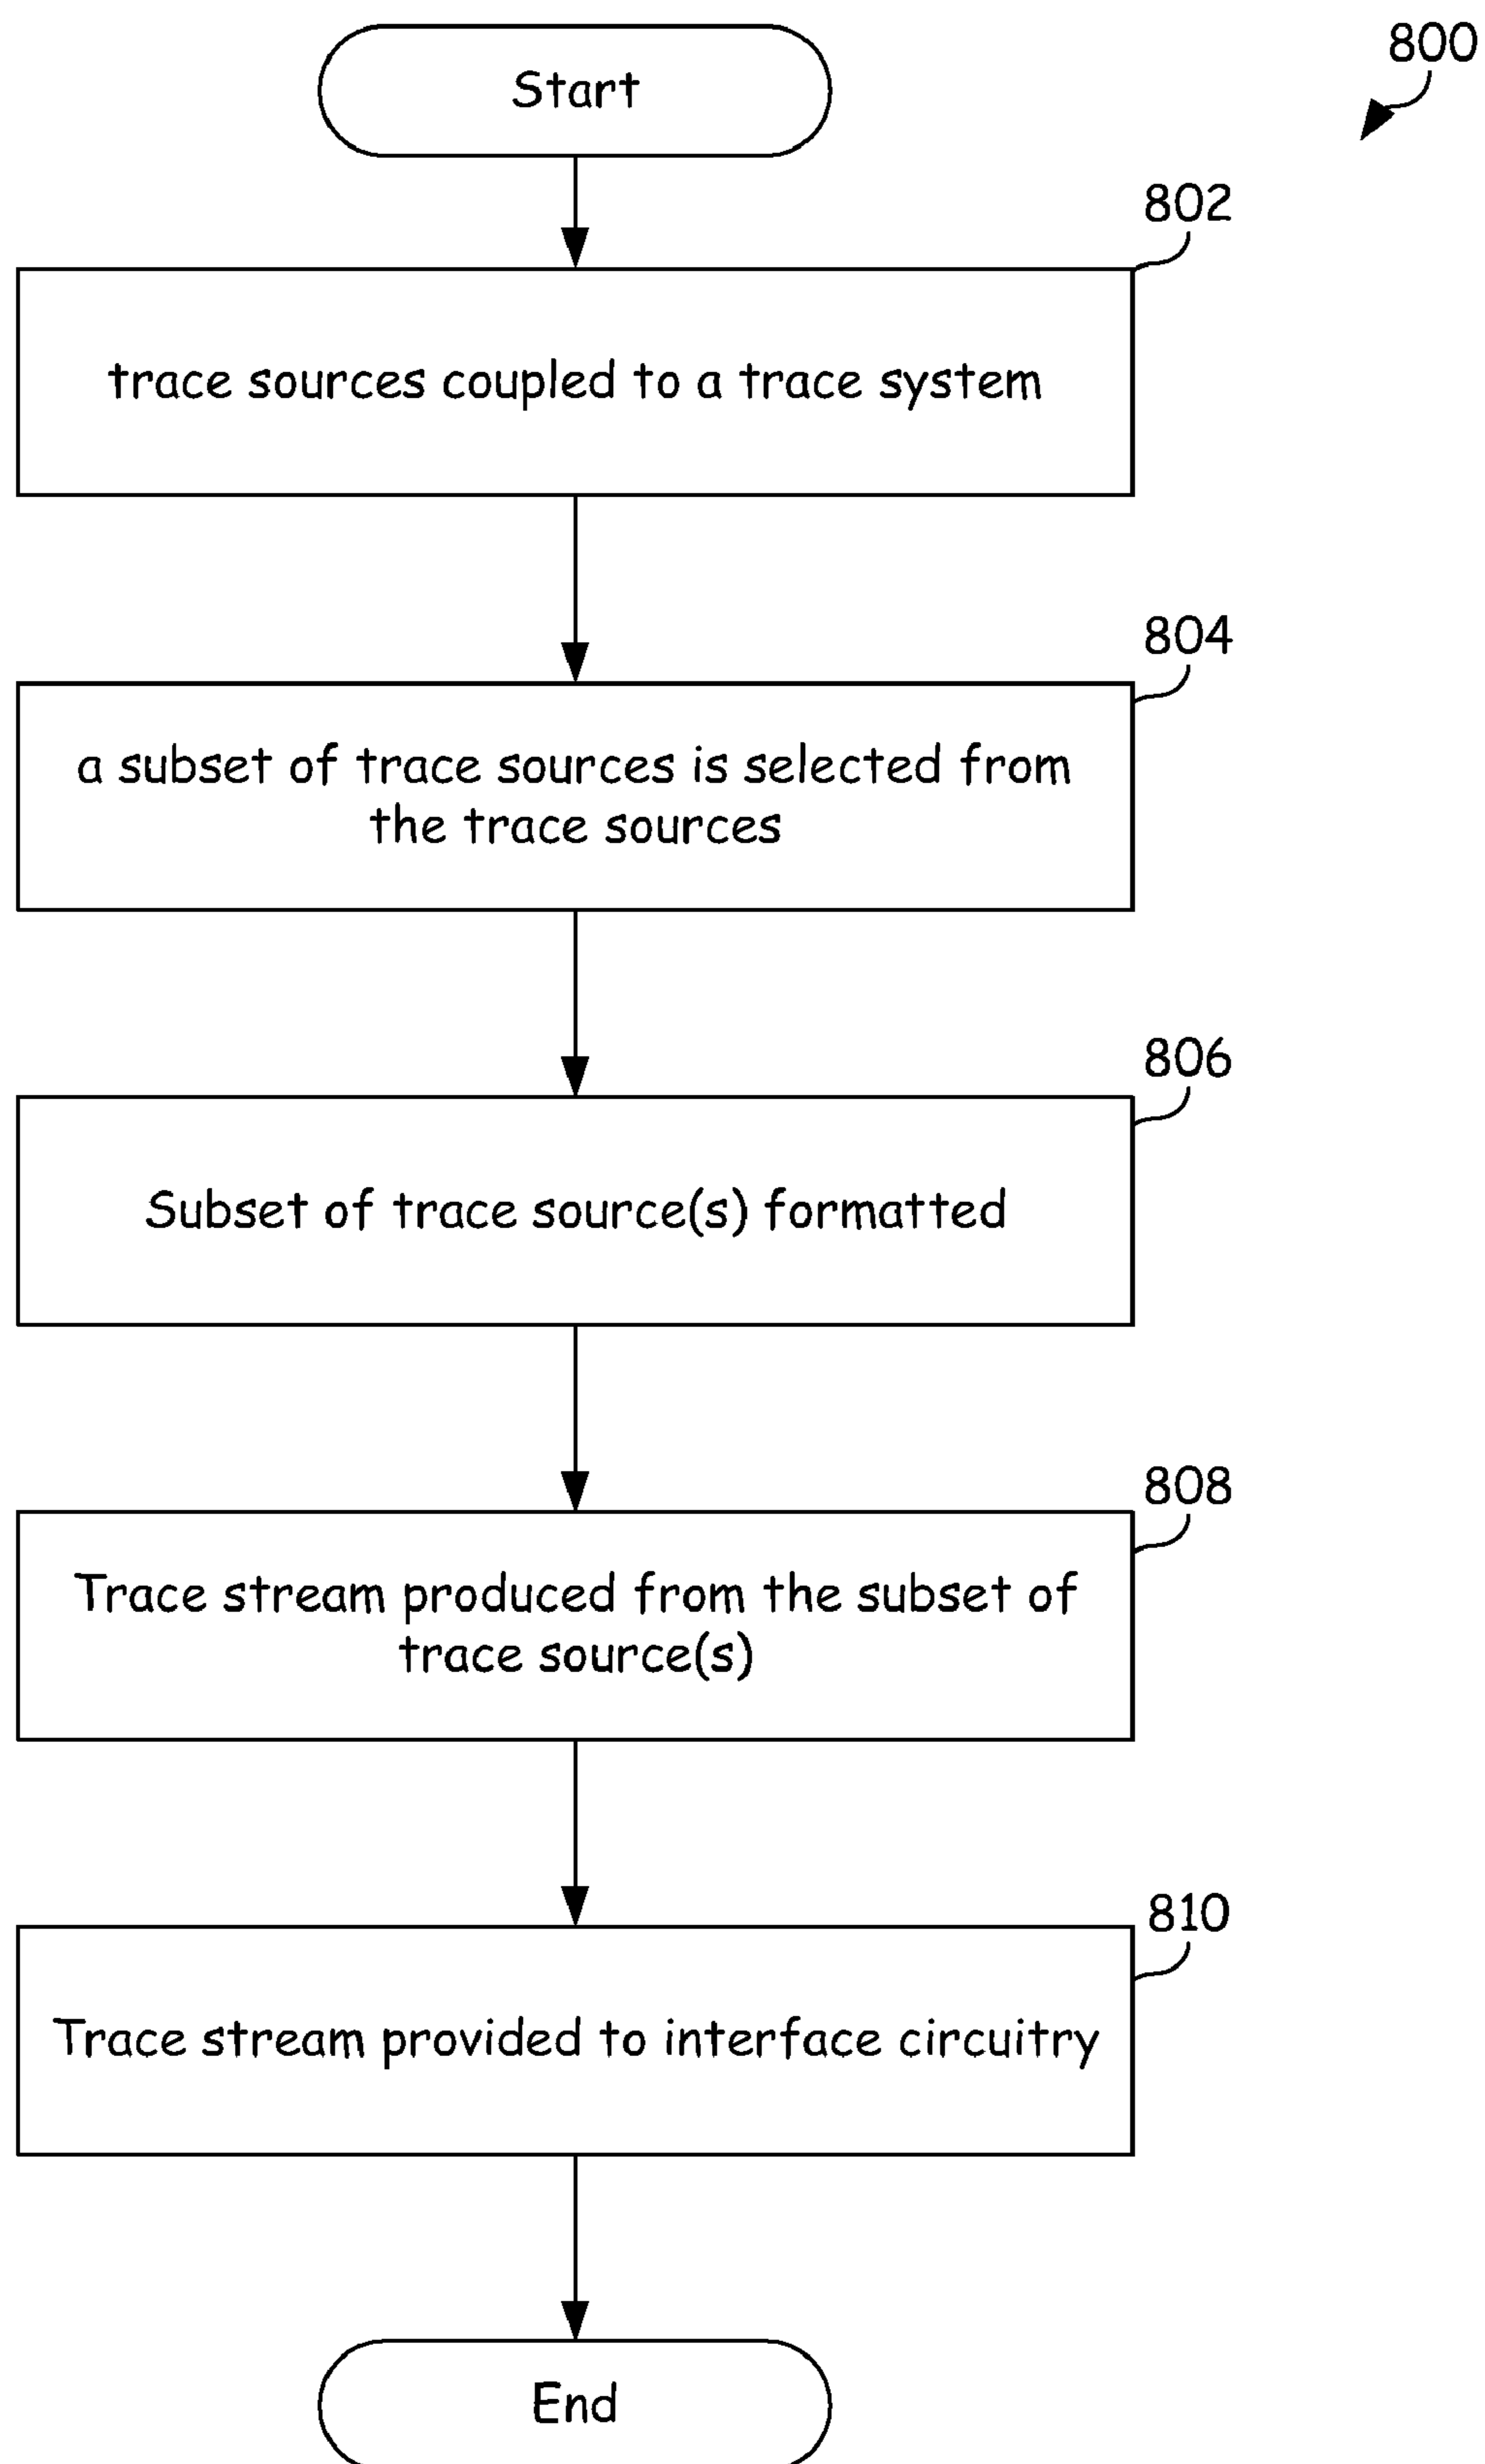 800
Start
802
trace sources coupled to a trace system
804
a subset of trace sources is selected from
the trace sources
806
Subset of trace source(s) formatted
808
Trace stream produced from the subset of
trace source(s)
810
Trace stream provided to interface circuitry
End